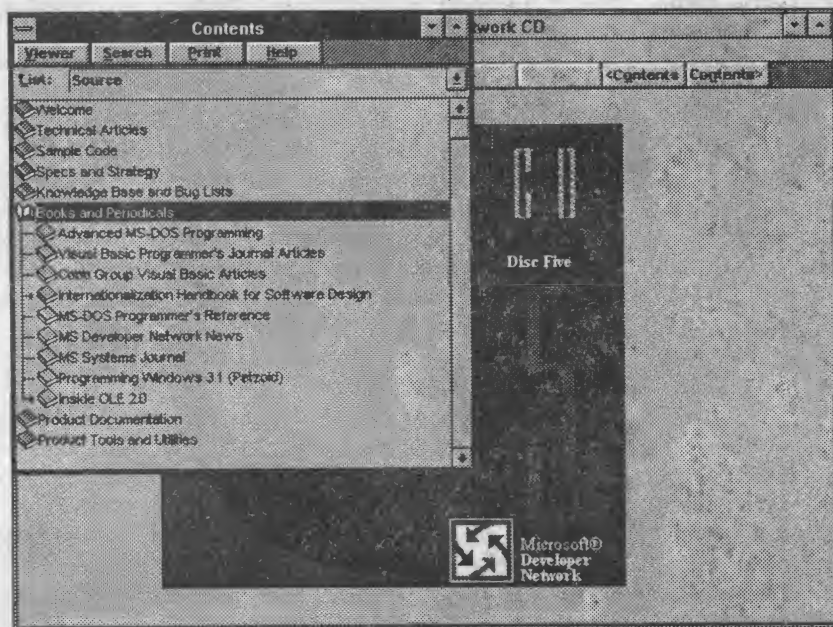 Contents
Viewer Search Print Help
List: Source
Welcome
Technical Articles
Sample Code
Specs and Strategy
Knowledge Base and Bug Lists
Books and Periodicals
Advanced MS-DOS Programming
Visual Basic Programmer's Journal Articles
Cobb Group Visual Basic Articles
Internationalization Handbook for Software Design
MS-DOS Programmer's Reference
MS Developer Network News
MS Systems Journal
Programming Windows 3.1 (Petzold)
Inside OLE 2.0
Product Documentation
Product Tools and Utilities
twork CD
<Contents Contents>
CD
Disc Five
Microsoft®
Developer
Network